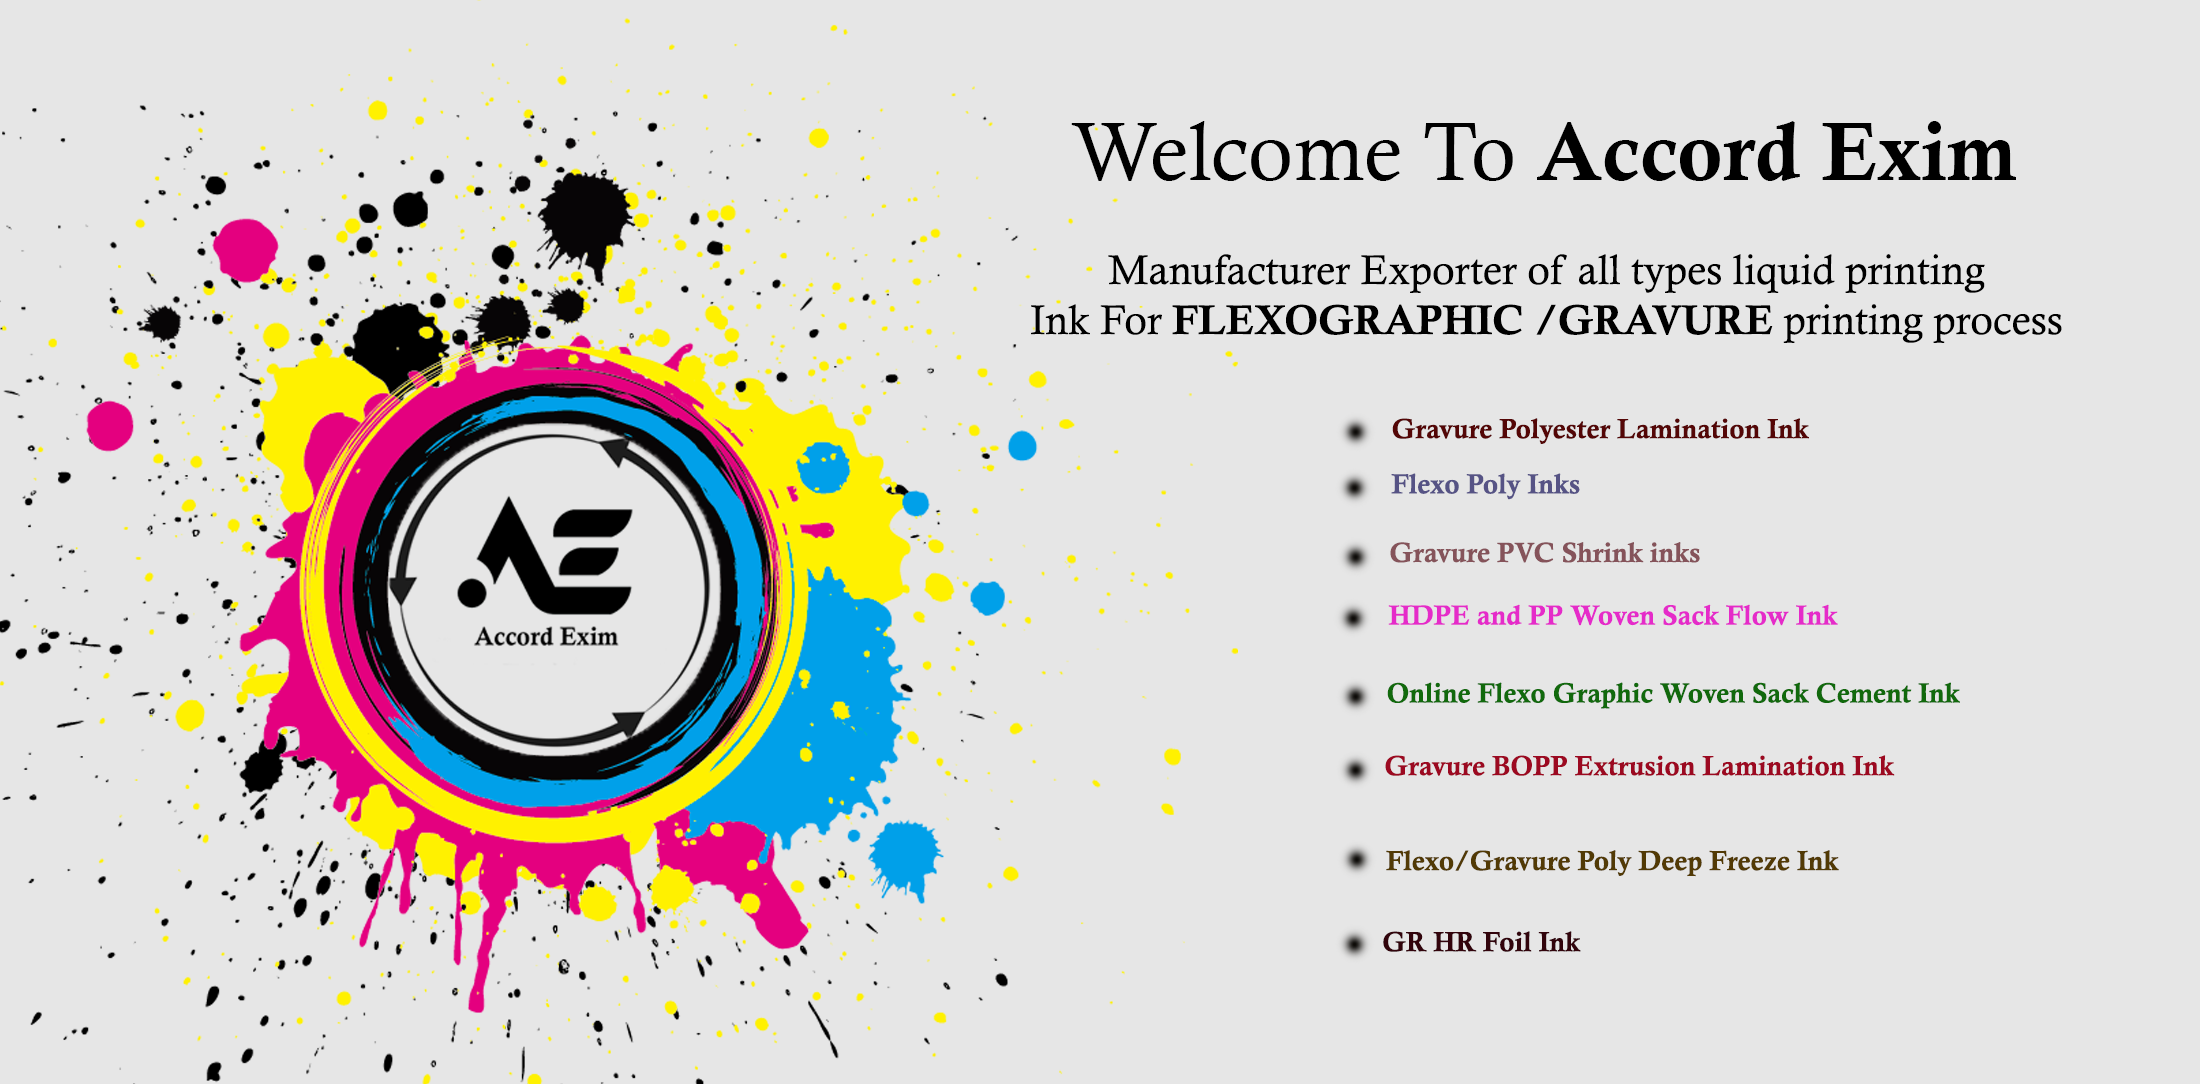 Welcome To Accord Exim
Manufacturer Exporter of all types liquid printing
Ink For FLEXOGRAPHIC /GRAVURE printing process
Gravure Polyester Lamination Ink
Flexo Poly Inks
Gravure PVC Shrink inks
HDPE and PP Woven Sack Flow Ink
Online Flexo Graphic Woven Sack Cement Ink
Gravure BOPP Extrusion Lamination Ink
Flexo/Gravure Poly Deep Freeze Ink
GR HR Foil Ink
AE
Accord Exim